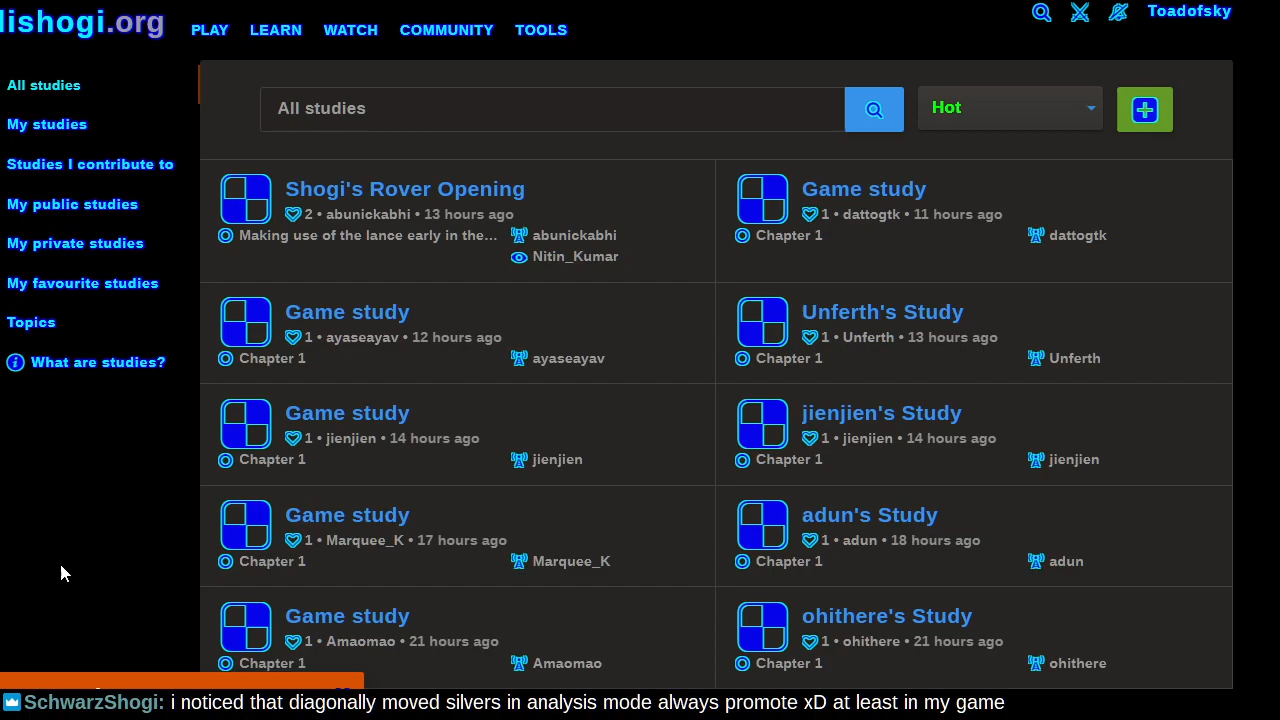 lishogi.org
PLAY LEARN WATCH COMMUNITY TOOLS
Toadofsky
All studies
My studies
Studies I contribute to
My public studies
My private studies
My favourite studies
Topics
What are studies?
All studies
Hot
Shogi's Rover Opening
2 • abunickabhi • 13 hours ago
Making use of the lance early in the...
abunickabhi
Nitin_Kumar
Game study
1 • dattogtk • 11 hours ago
Chapter 1
dattogtk
Game study
1 • ayaseayav • 12 hours ago
Chapter 1
ayaseayav
Unferth's Study
1 • Unferth • 13 hours ago
Chapter 1
Unferth
Game study
1 • jienjien • 14 hours ago
Chapter 1
jienjien
jienjien's Study
1 • jienjien • 14 hours ago
Chapter 1
jienjien
Game study
1 • Marquee_K • 17 hours ago
Chapter 1
Marquee_K
adun's Study
1 • adun • 18 hours ago
Chapter 1
adun
Game study
1 • Amaomao • 21 hours ago
Chapter 1
Amaomao
ohithere's Study
1 • ohithere • 21 hours ago
Chapter 1
ohithere
SchwarzShogi: i noticed that diagonally moved silvers in analysis mode always promote xD at least in my game